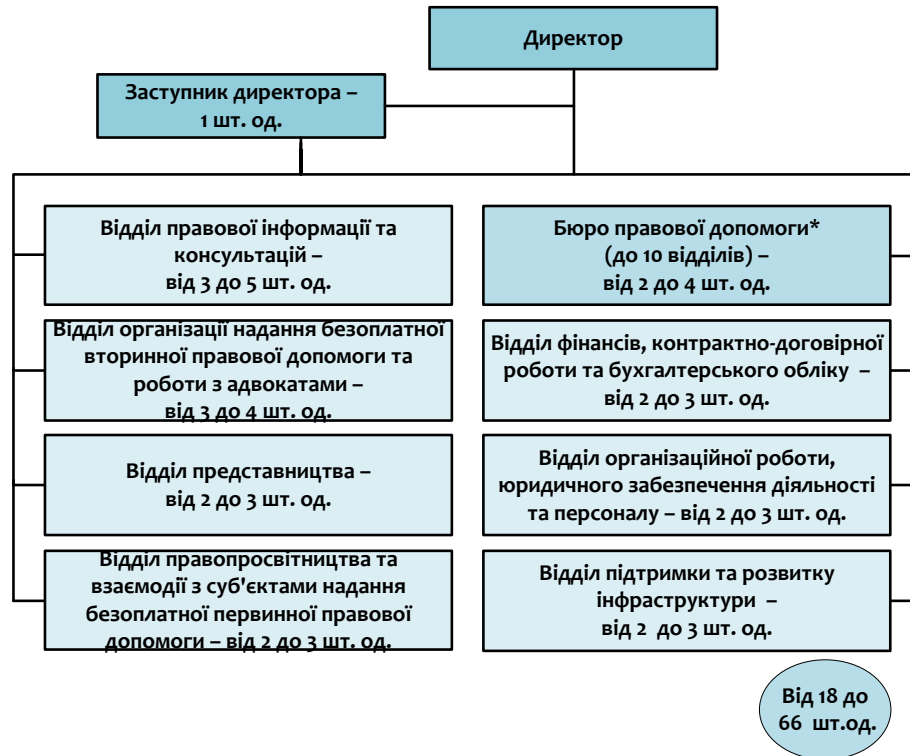 Директор
Заступник директора –
1 шт. од.
Відділ правової інформації та
консультацій –
від 3 до 5 шт. од.
Відділ організації надання безоплатної
вторинної правової допомоги та
роботи з адвокатами –
від 3 до 4 шт. од.
Відділ представництва –
від 2 до 3 шт. од.
Відділ правопросвітництва та
взаємодії з суб'єктами надання
безоплатної первинної правової
допомоги – від 2 до 3 шт. од.
Бюро правової допомоги*
(до 10 відділів) –
від 2 до 4 шт. од.
Відділ фінансів, контрактно-договірної
роботи та бухгалтерського обліку –
від 2 до 3 шт. од.
Відділ організаційної роботи,
юридичного забезпечення діяльності
та персоналу – від 2 до 3 шт. од.
Відділ підтримки та розвитку
інфраструктури –
від 2 до 3 шт. од.
Від 18 до
66 шт.од.